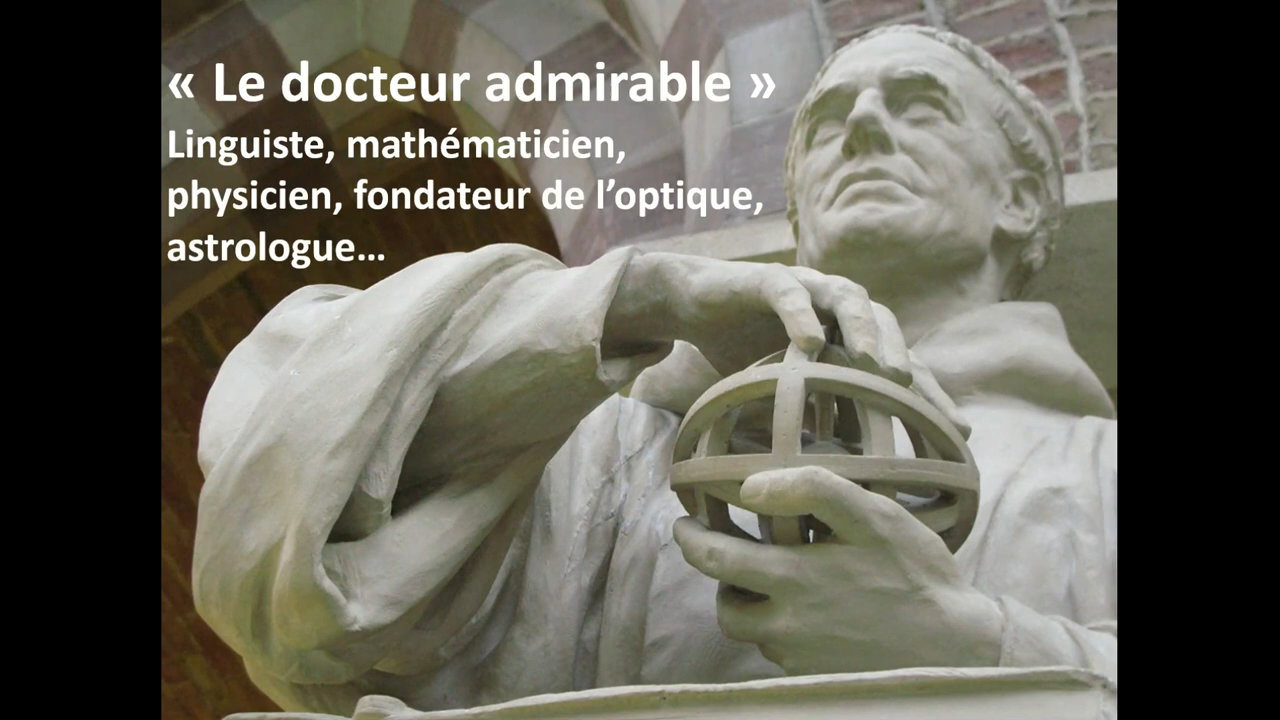 « Le docteur admirable »
Linguiste, mathématicien,
physicien, fondateur de l’optique,
astrologue…